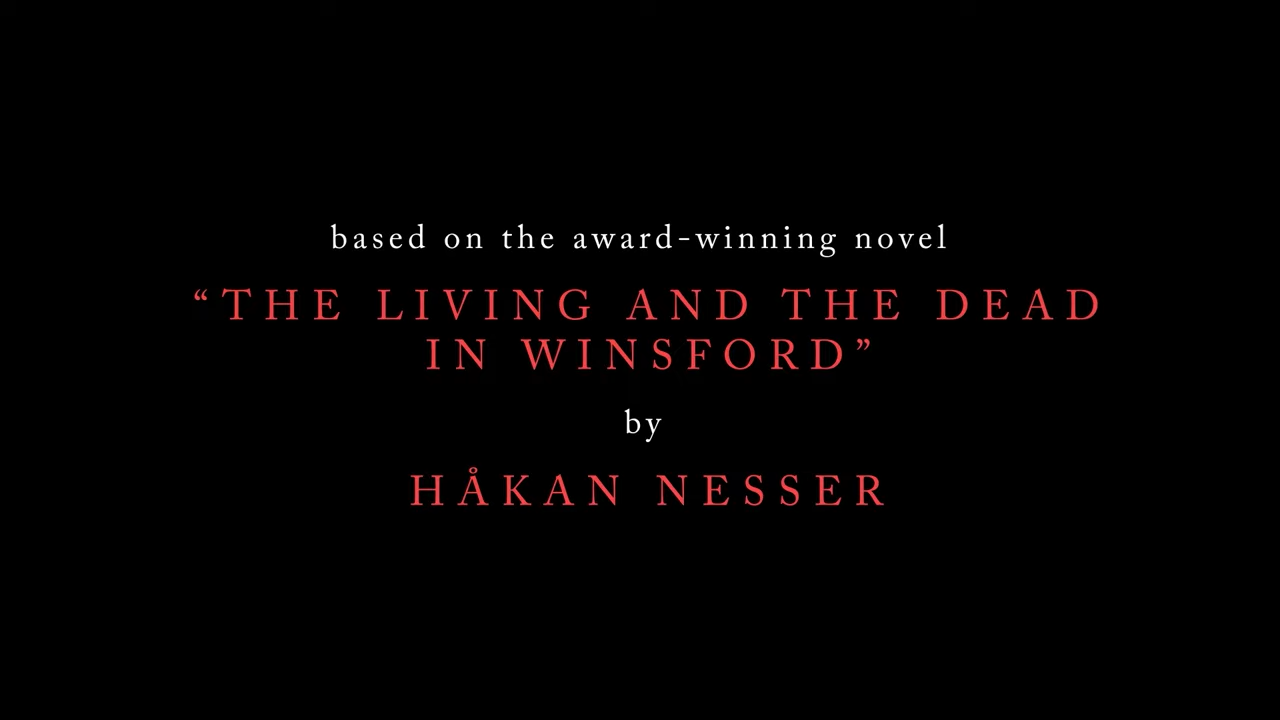 based on the award-winning novel
“THE LIVING AND THE DEAD
IN WINSFORD”
by
HÅKAN NESSER